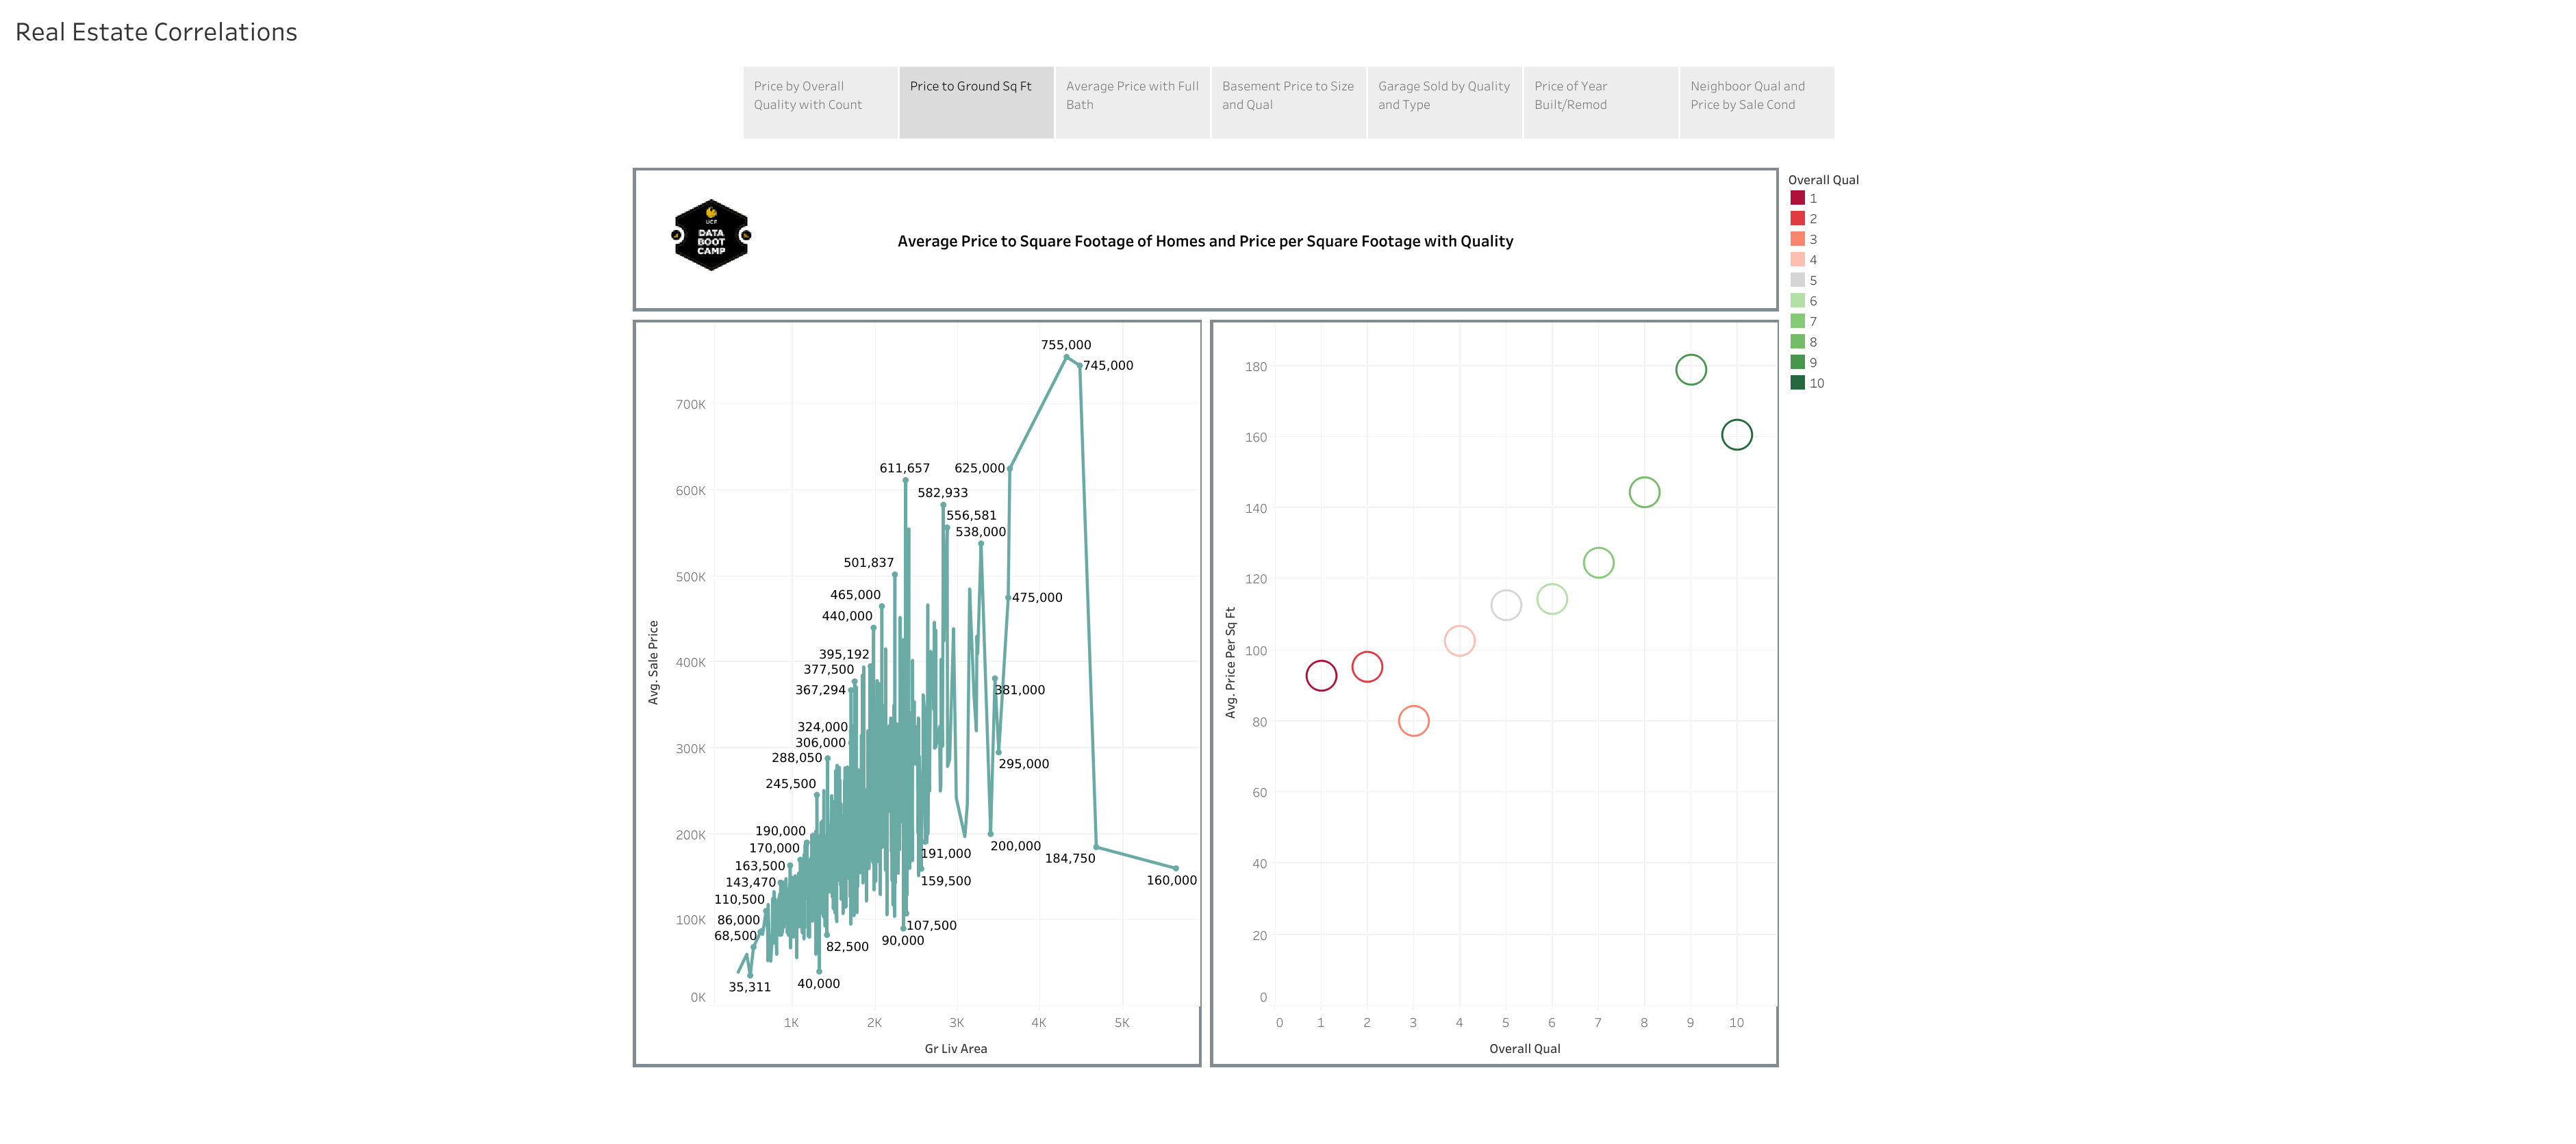 Real Estate Correlations
Price by Overall
Quality with Count
Price to Ground Sq Ft
Average Price with Full
Bath
Basement Price to Size
and Qual
Garage Sold by Quality
and Type
Price of Year
Built/Remod
Neighboor Qual and
Price by Sale Cond
UCF
DATA
BOOT
CAMP
Average Price to Square Footage of Homes and Price per Square Footage with Quality
Overall Qual
1
2
3
4
5
6
7
8
9
10
Avg. Sale Price
700K
600K
500K
400K
300K
200K
100K
0K
755,000
745,000
611,657
625,000
582,933
556,581
538,000
501,837
465,000
475,000
440,000
395,192
377,500
367,294
381,000
324,000
306,000
288,050
295,000
245,500
190,000
170,000
163,500
191,000
200,000
184,750
143,470
159,500
160,000
110,500
86,000
107,500
68,500
82,500
90,000
35,311
40,000
1K
2K
3K
4K
5K
Gr Liv Area
Avg. Price Per Sq Ft
180
160
140
120
100
80
60
40
20
0
0
1
2
3
4
5
6
7
8
9
10
Overall Qual